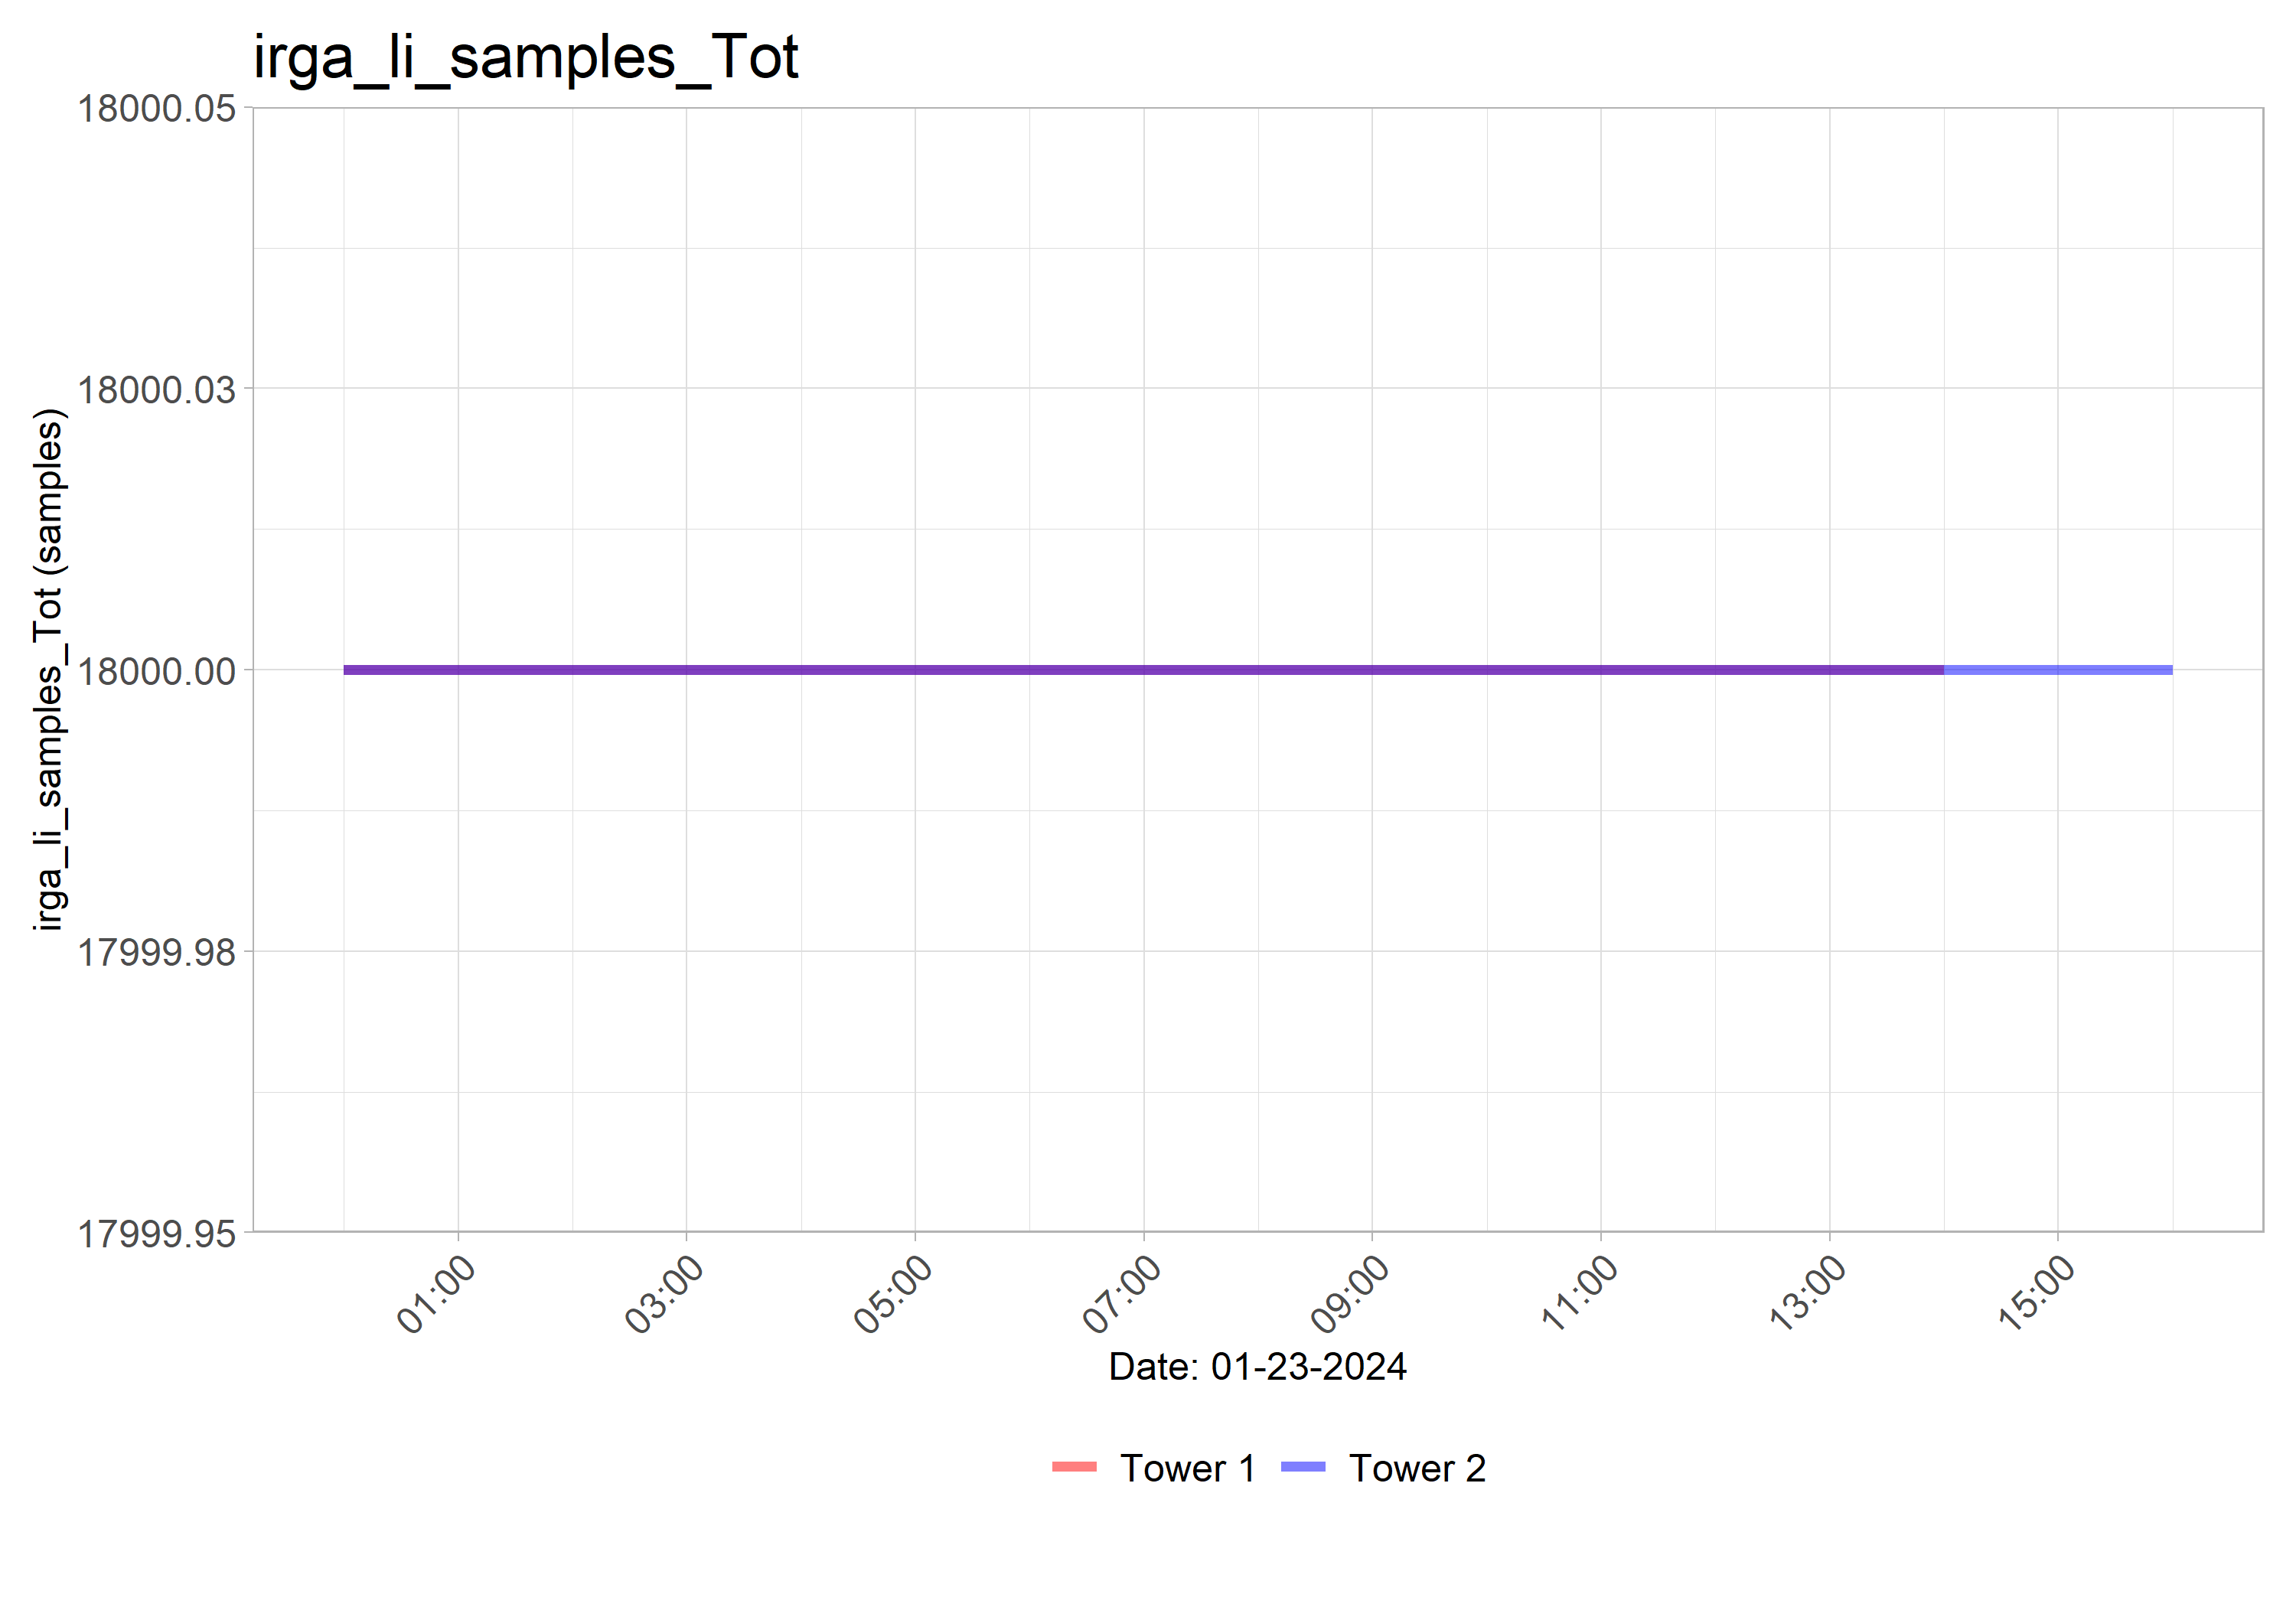 irga_li_samples_Tot
18000.05
18000.03
18000.00
17999.98
17999.95
irga_li_samples_Tot (samples)
01:00
03:00
05:00
07:00
09:00
11:00
13:00
15:00
Date: 01-23-2024
Tower 1
Tower 2